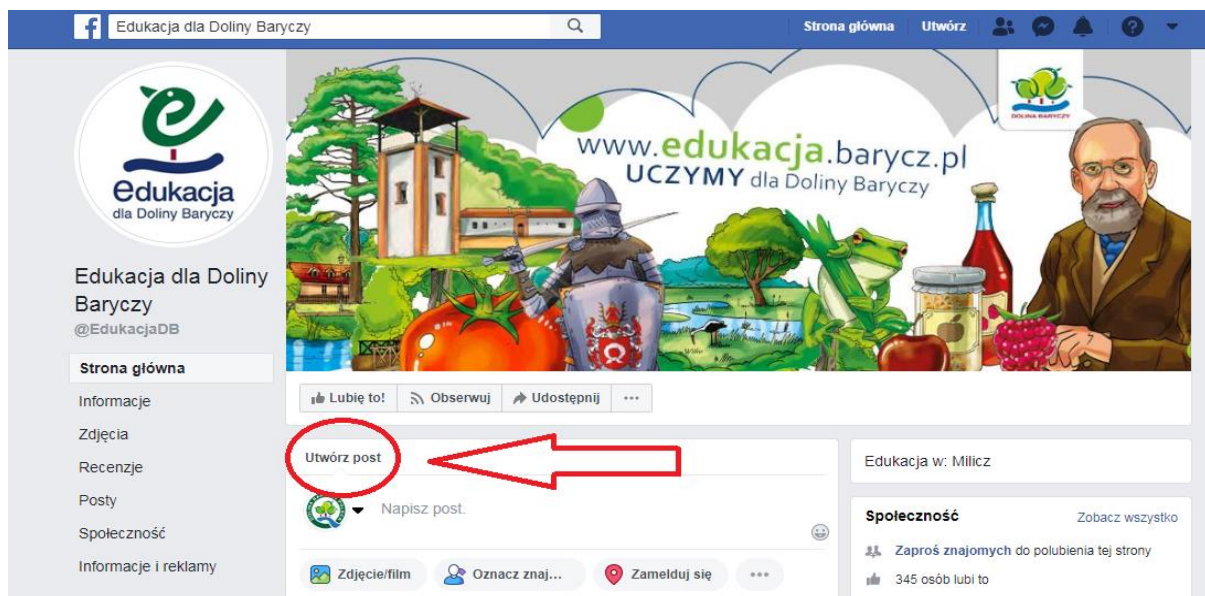 Edukacja dla Doliny Baryczy
Strona główna
Utwórz
edukacja
dla Doliny Baryczy
www.edukacja.barycz.pl
UCZYMY dla Doliny Baryczy
DOLINA BARYCZY
Edukacja dla Doliny
Baryczy
@EdukacjaDB
Strona główna
Informacje
Zdjęcia
Recenzje
Posty
Społeczność
Informacje i reklamy
Lubię to!
Obserwuj
Udostępnij
Utwórz post
Napisz post.
Zdjęcie/film
Oznacz znaj...
Zamelduj się
Edukacja w: Milicz
Społeczność
Zobacz wszystko
Zaproś znajomych do polubienia tej strony
345 osób lubi to